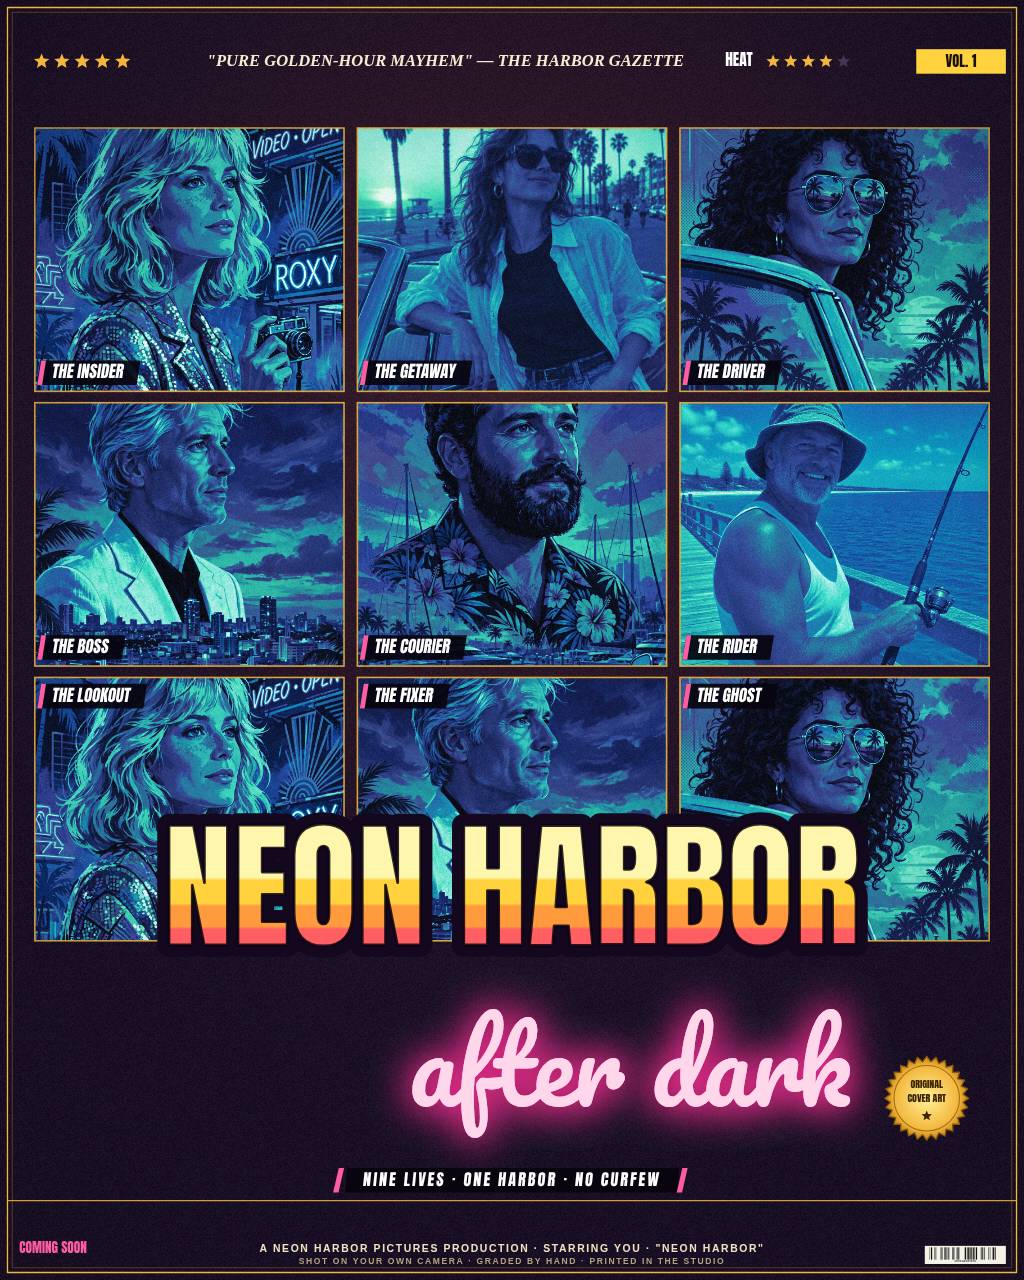 "PURE GOLDEN-HOUR MAYHEM" — THE HARBOR GAZETTE
HEAT
VOL. 1
VIDEO • OPEN
ROXY
THE INSIDER
THE GETAWAY
THE DRIVER
THE BOSS
THE COURIER
THE RIDER
THE LOOKOUT
VIDEO • OPEN
ROXY
THE FIXER
THE GHOST
NEON HARBOR
after dark
ORIGINAL
COVER ART
NINE LIVES · ONE HARBOR · NO CURFEW
COMING SOON
A NEON HARBOR PICTURES PRODUCTION · STARRING YOU · "NEON HARBOR"
SHOT ON YOUR OWN CAMERA · GRADED BY HAND · PRINTED IN THE STUDIO